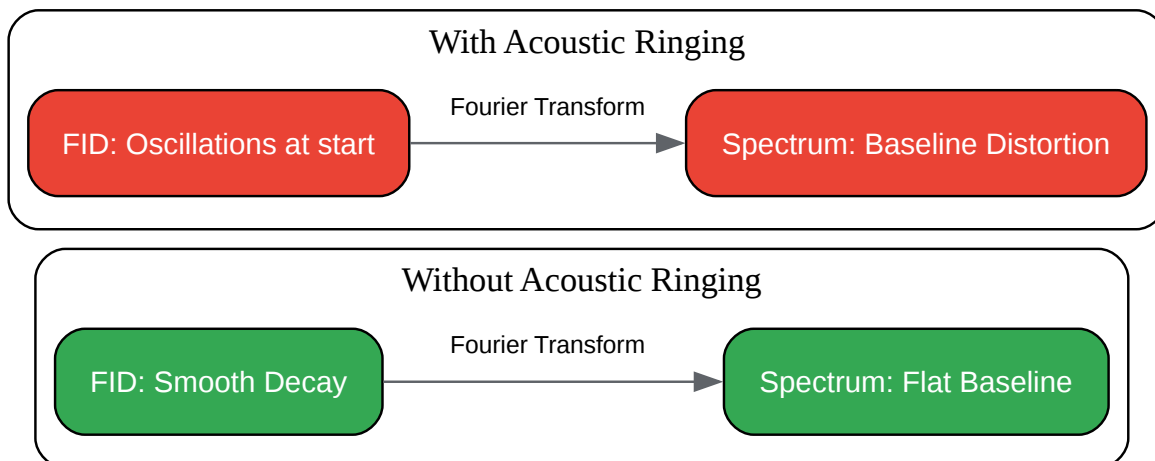 With Acoustic Ringing
Fourier Transform
FID: Oscillations at start
Spectrum: Baseline Distortion
Without Acoustic Ringing
Fourier Transform
FID: Smooth Decay
Spectrum: Flat Baseline